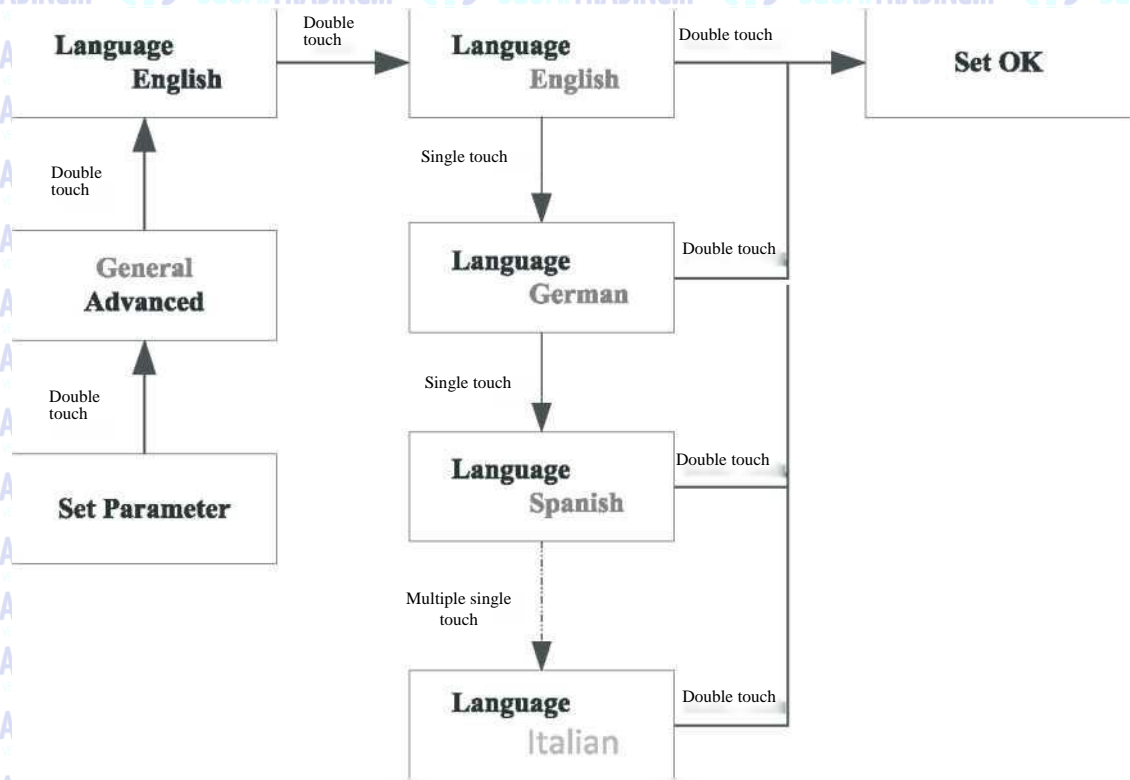 Language
English
Double
touch
Language
English
Double touch
Set OK
Double
touch
Single touch
General
Advanced
Language
German
Double touch
Double
touch
Single touch
Set Parameter
Language
Spanish
Double touch
Multiple single
touch
Language
Italian
Double touch